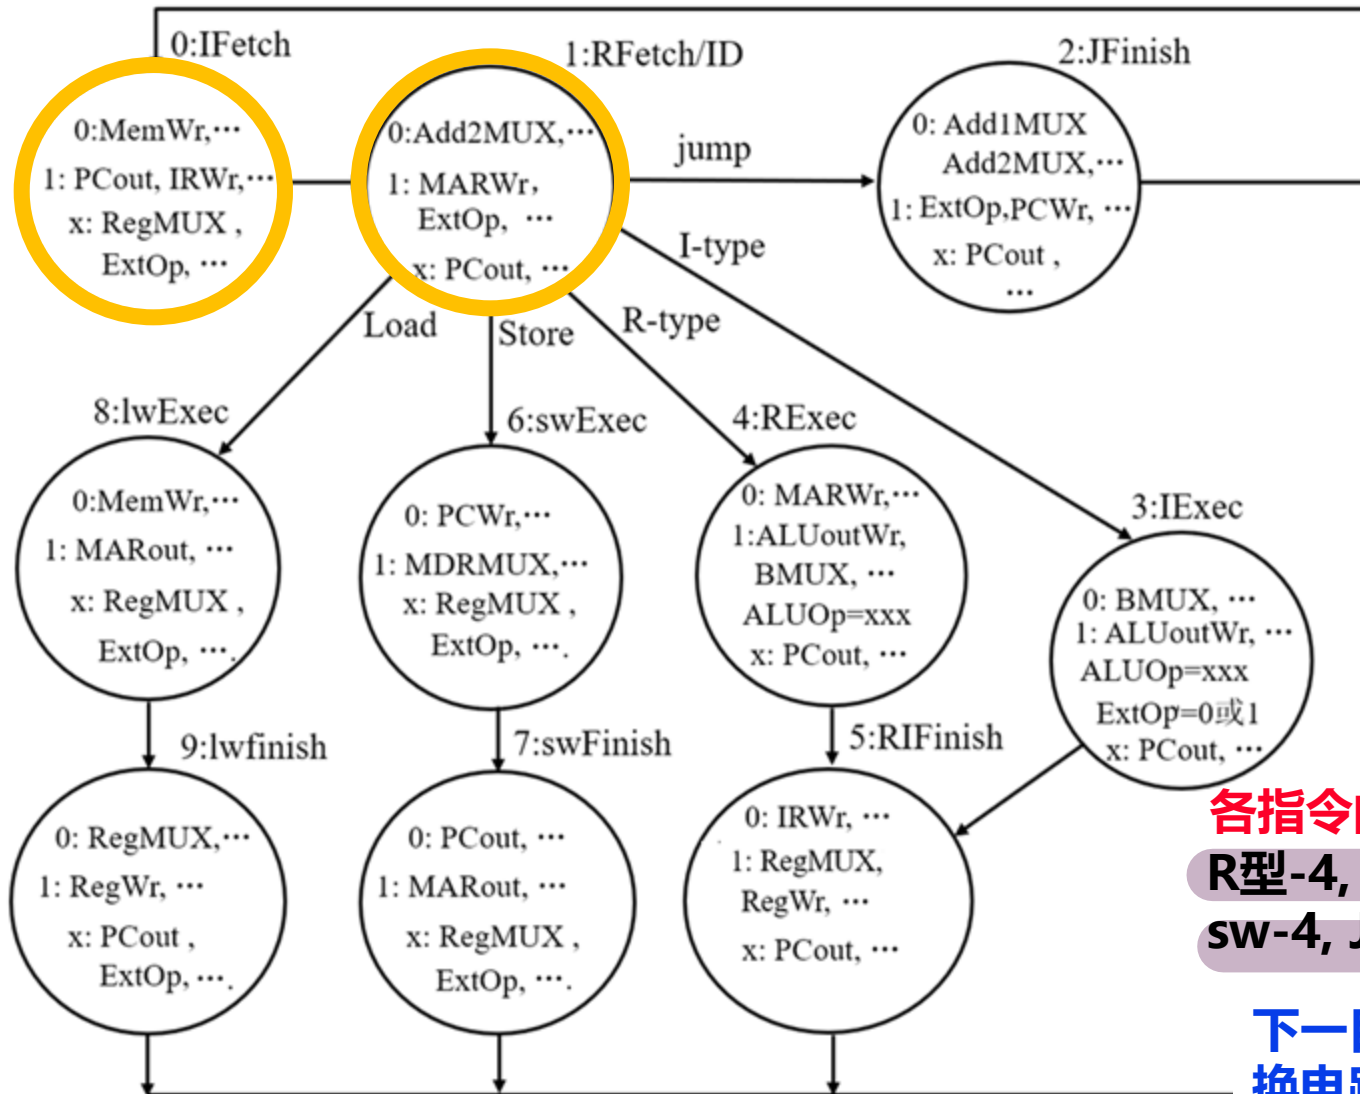 0:IFetch
0:MemWr,···
1: PCout, IRWr,···
x: RegMUX ,
ExtOp, ···
1:RFetch/ID
0:Add2MUX,···
1: MARWr,
ExtOp, ···
x: PCout, ···
jump
2:JFinish
0: Add1MUX
Add2MUX,···
1: ExtOp,PCWr, ···
x: PCout ,
···
I-type
R-type
Load
Store
8:lwExec
0:MemWr,···
1: MARout, ···
x: RegMUX ,
ExtOp, ···.
6:swExec
0: PCWr,···
1: MDRMUX,···
x: RegMUX ,
ExtOp, ···.
4:RExec
0: MARWr,···
1:ALUoutWr,
BMUX, ···
ALUOp=xxx
x: PCout, ···
3:IExec
0: BMUX, ···
1: ALUoutWr, ···
ALUOp=xxx
ExtOp=0或1
x: PCout, ···
9:lwfinish
0: RegMUX,···
1: RegWr, ···
x: PCout ,
ExtOp, ···.
7:swFinish
0: PCout, ···
1: MARout, ···
x: RegMUX ,
ExtOp, ···.
5:RIFinish
0: IRWr, ···
1: RegMUX,
RegWr, ···
x: PCout, ···
各指令
R型-4,
sw-4,
下一
换电